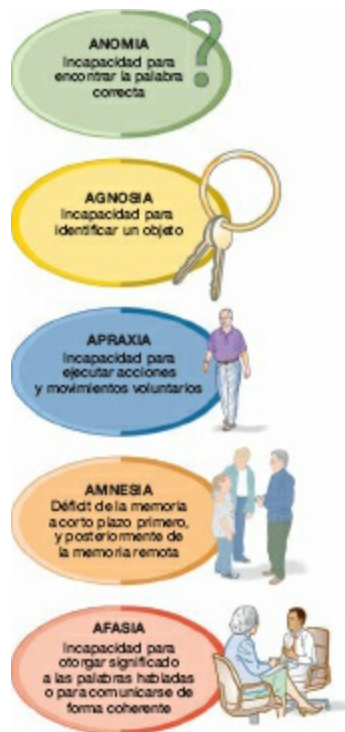 ANOMIA
Incapacidad para
encontrar la palabra
correcta
?
AGNOSIA
Incapacidad para
identificar un objeto
APRAXIA
Incapacidad para
ejecutar acciones
y movimientos voluntarios
AMNESIA
Déficit de la memoria
a corto plazo primero,
y posteriormente de
la memoria remota
AFASIA
Incapacidad para
otorgar significado
a las palabras habladas
o para comunicarse de
forma coherente